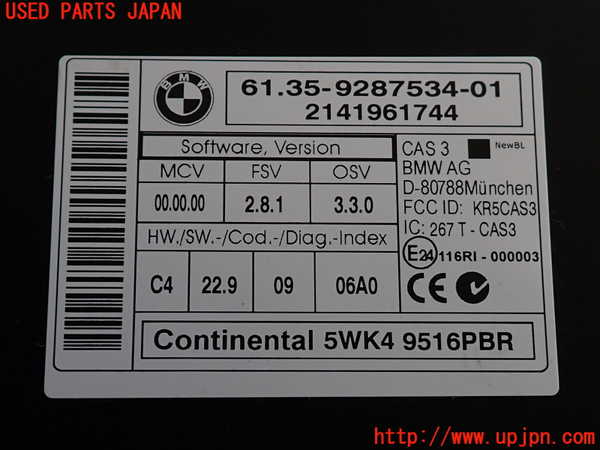 USED PARTS JAPAN
BMW
61.35-9287534-01
2141961744
Software, Version
MCV FSV OSV
00.00.00 2.8.1 3.3.0
HW./SW.-/Cod.-/Diag.-Index
C4 22.9 09 06A0
CAS 3 NewBL
BMW AG
D-80788München
FCC ID: KR5CAS3
IC: 267 T - CAS3
E24 116RI - 000003
CE
Continental 5WK4 9516PBR
http://www.upjpn.com